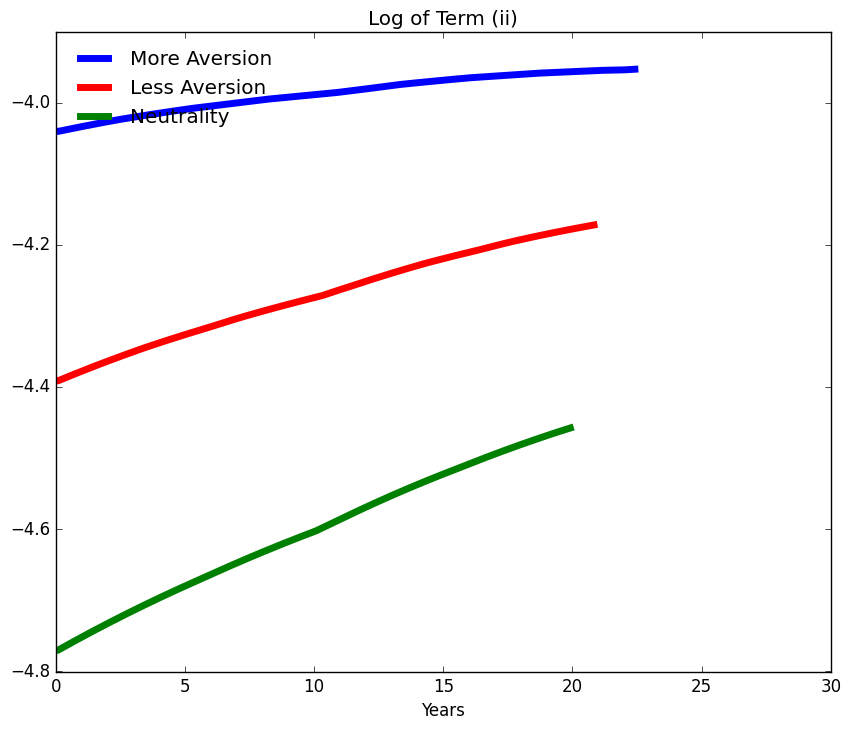 Log of Term (ii)
More Aversion
Less Aversion
Neutrality
−4.0
−4.2
−4.4
−4.6
−4.8
0 5 10 15 20 25 30
Years